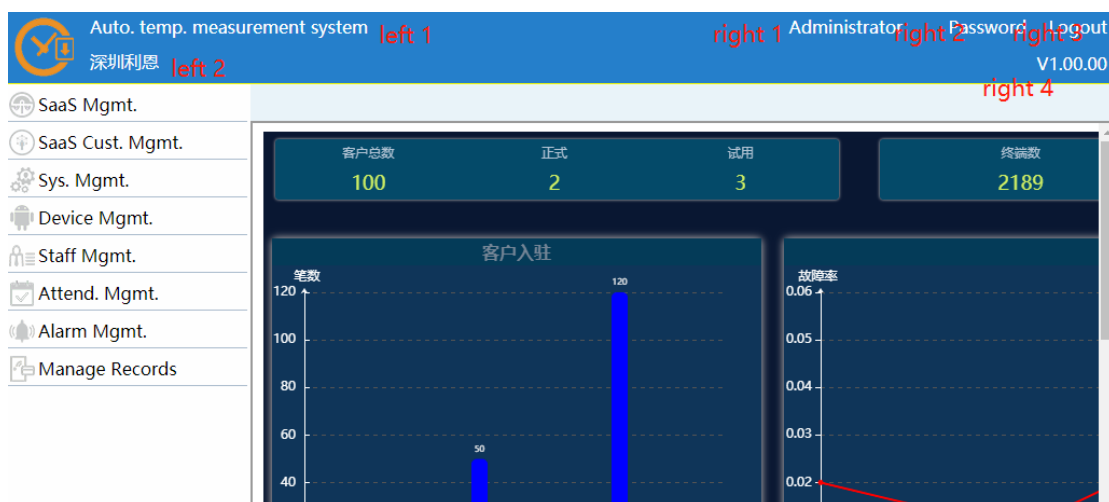 Auto. temp. measurement system left 1 right 1 Administrator right 2 Password right 3 Logout
深圳利恩 left 2 V1.00.00
right 4
SaaS Mgmt.
SaaS Cust. Mgmt.
Sys. Mgmt.
Device Mgmt.
Staff Mgmt.
Attend. Mgmt.
Alarm Mgmt.
Manage Records
客户总数 正式 试用 终端数
100 2 3 2189
客户入驻
笔数
120
100
80
60
40
120
50
故障率
0.06
0.05
0.04
0.03
0.02